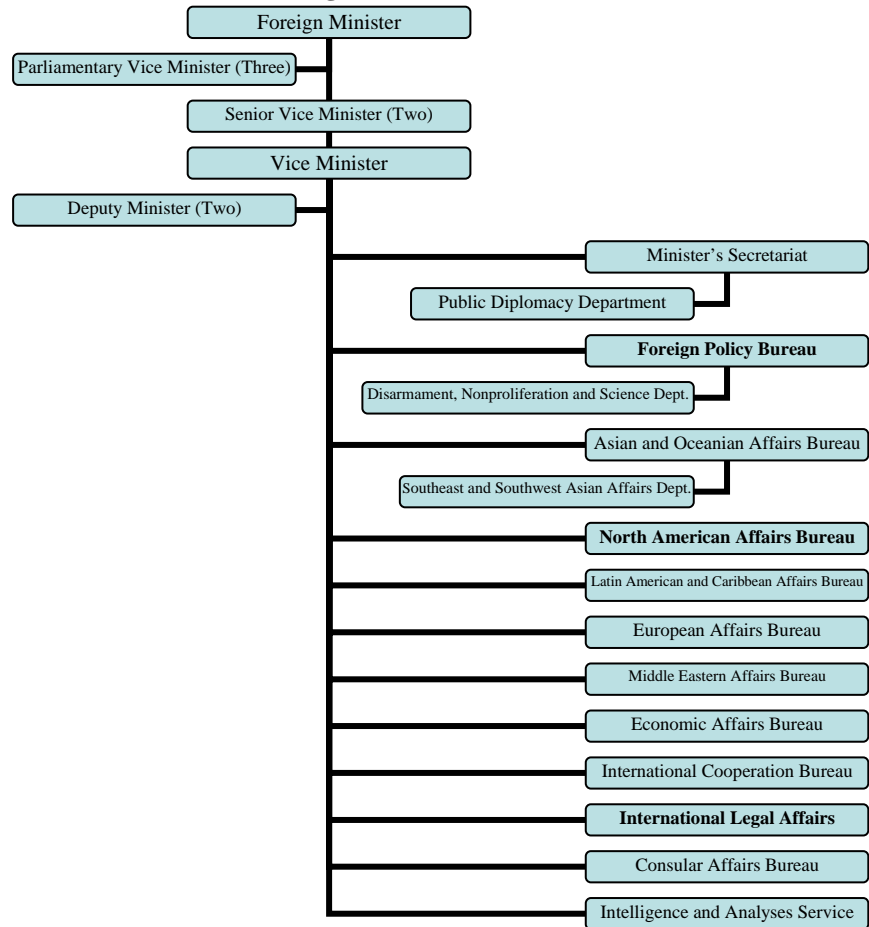 Foreign Minister
Parliamentary Vice Minister (Three)
Senior Vice Minister (Two)
Vice Minister
Deputy Minister (Two)
Minister’s Secretariat
Public Diplomacy Department
Foreign Policy Bureau
Disarmament, Nonproliferation and Science Dept.
Asian and Oceanian Affairs Bureau
Southeast and Southwest Asian Affairs Dept.
North American Affairs Bureau
Latin American and Caribbean Affairs Bureau
European Affairs Bureau
Middle Eastern Affairs Bureau
Economic Affairs Bureau
International Cooperation Bureau
International Legal Affairs
Consular Affairs Bureau
Intelligence and Analyses Service